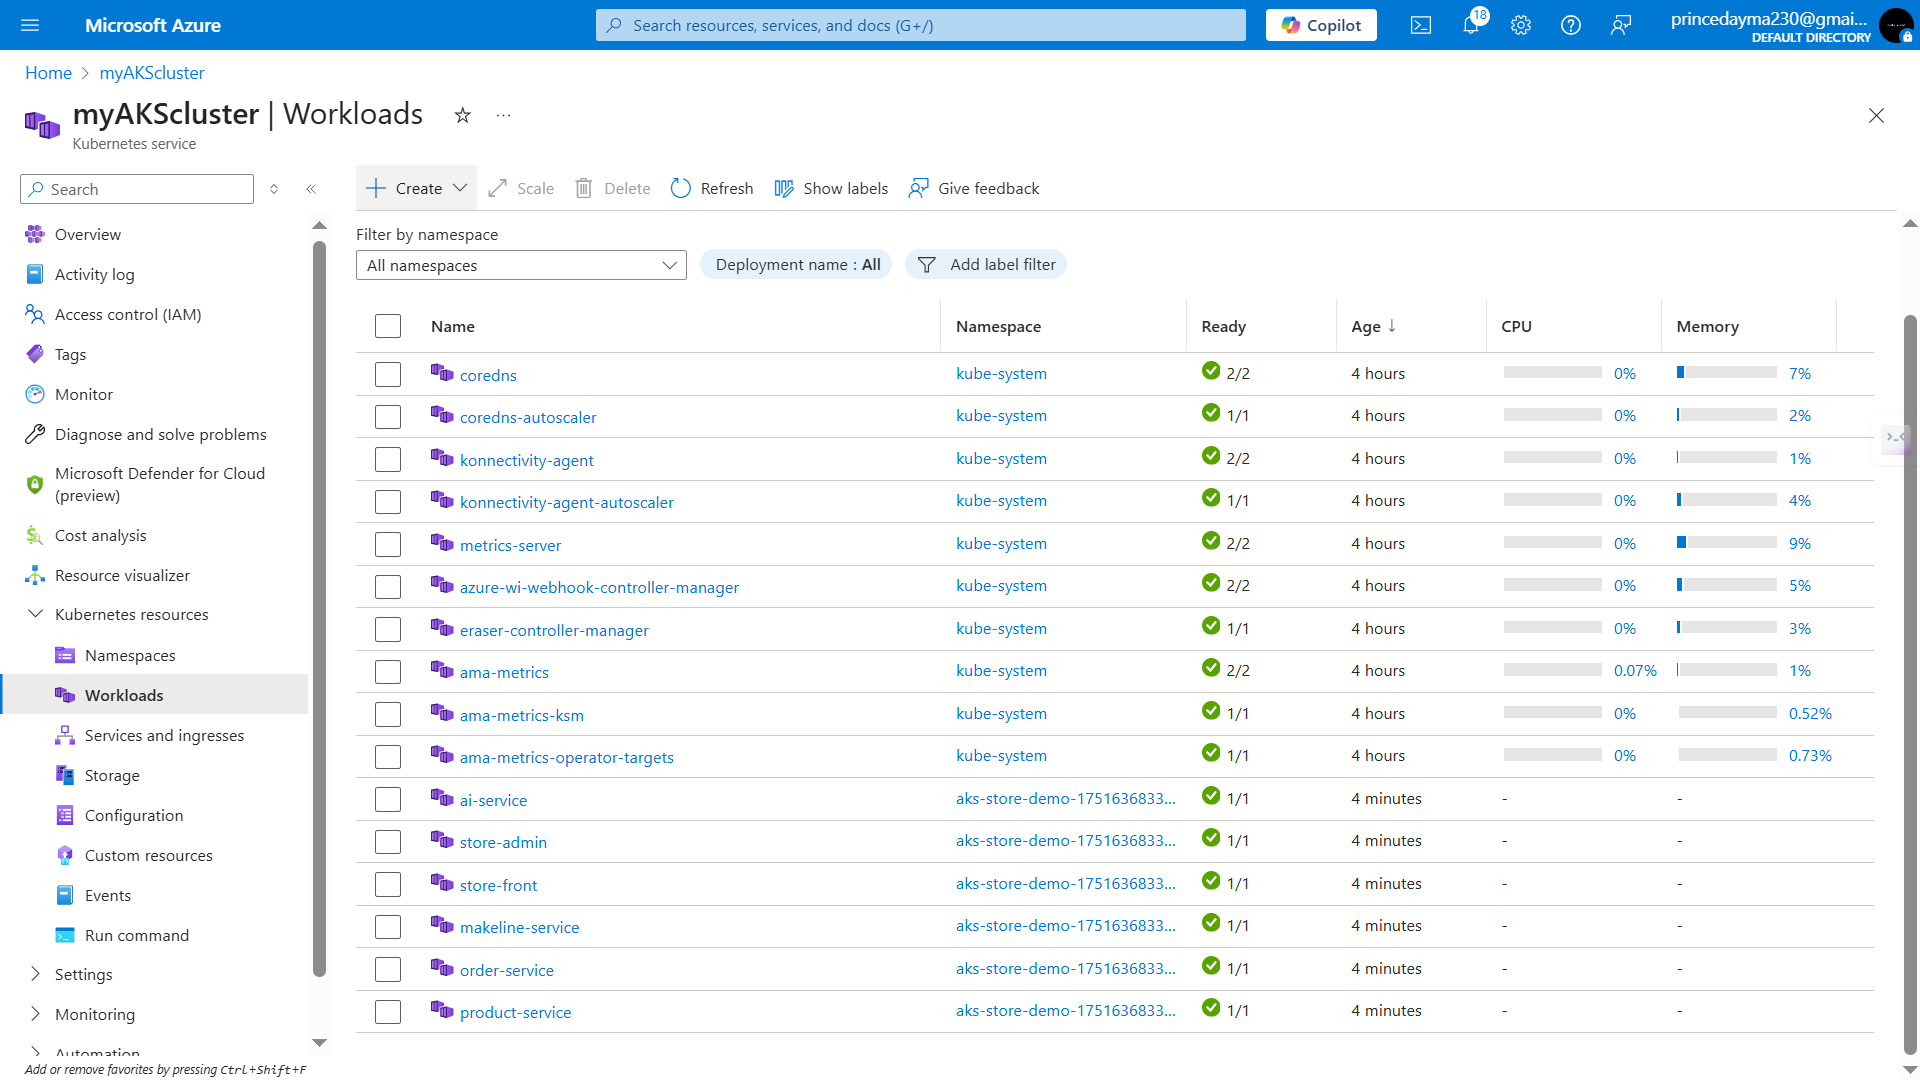 Microsoft Azure
Search resources, services, and docs (G+/)
Copilot
18
princedayma230@gmai...
DEFAULT DIRECTORY
Home > myAKScluster
myAKScluster | Workloads
Kubernetes service
Search
Overview
Activity log
Access control (IAM)
Tags
Monitor
Diagnose and solve problems
Microsoft Defender for Cloud
(preview)
Cost analysis
Resource visualizer
Kubernetes resources
Namespaces
Workloads
Services and ingresses
Storage
Configuration
Custom resources
Events
Run command
Settings
Monitoring
Automation
Add or remove favorites by pressing Ctrl+Shift+F
Create Scale Delete Refresh Show labels Give feedback
Filter by namespace
All namespaces Deployment name : All Add label filter
Name Namespace Ready Age ↓ CPU Memory
coredns kube-system 2/2 4 hours 0% 7%
coredns-autoscaler kube-system 1/1 4 hours 0% 2%
konnectivity-agent kube-system 2/2 4 hours 0% 1%
konnectivity-agent-autoscaler kube-system 1/1 4 hours 0% 4%
metrics-server kube-system 2/2 4 hours 0% 9%
azure-wi-webhook-controller-manager kube-system 2/2 4 hours 0% 5%
eraser-controller-manager kube-system 1/1 4 hours 0% 3%
ama-metrics kube-system 2/2 4 hours 0.07% 1%
ama-metrics-ksm kube-system 1/1 4 hours 0% 0.52%
ama-metrics-operator-targets kube-system 1/1 4 hours 0% 0.73%
ai-service aks-store-demo-1751636833... 1/1 4 minutes - -
store-admin aks-store-demo-1751636833... 1/1 4 minutes - -
store-front aks-store-demo-1751636833... 1/1 4 minutes - -
makeline-service aks-store-demo-1751636833... 1/1 4 minutes - -
order-service aks-store-demo-1751636833... 1/1 4 minutes - -
product-service aks-store-demo-1751636833... 1/1 4 minutes - -